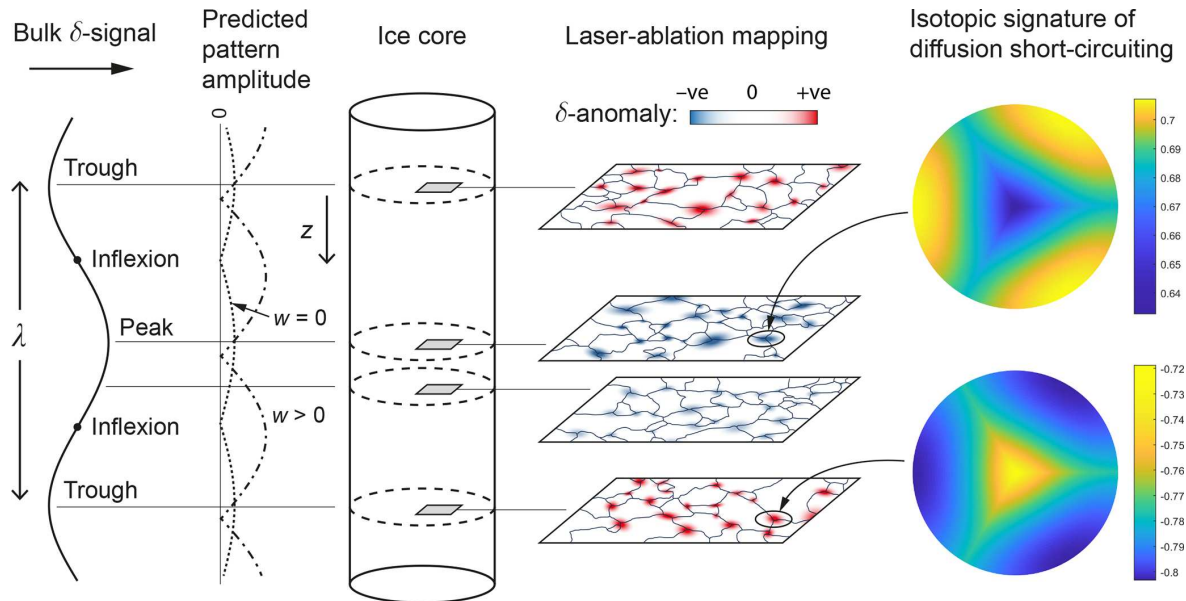 Bulk δ-signal
Predicted
pattern
amplitude
Ice core
Laser-ablation mapping
Isotopic signature of
diffusion short-circuiting
δ-anomaly:
−ve
0
+ve
0
Trough
Inflexion
Peak
Inflexion
Trough
λ
z
w = 0
w > 0
0.7
0.69
0.68
0.67
0.66
0.65
0.64
-0.72
-0.73
-0.74
-0.75
-0.76
-0.77
-0.78
-0.79
-0.8